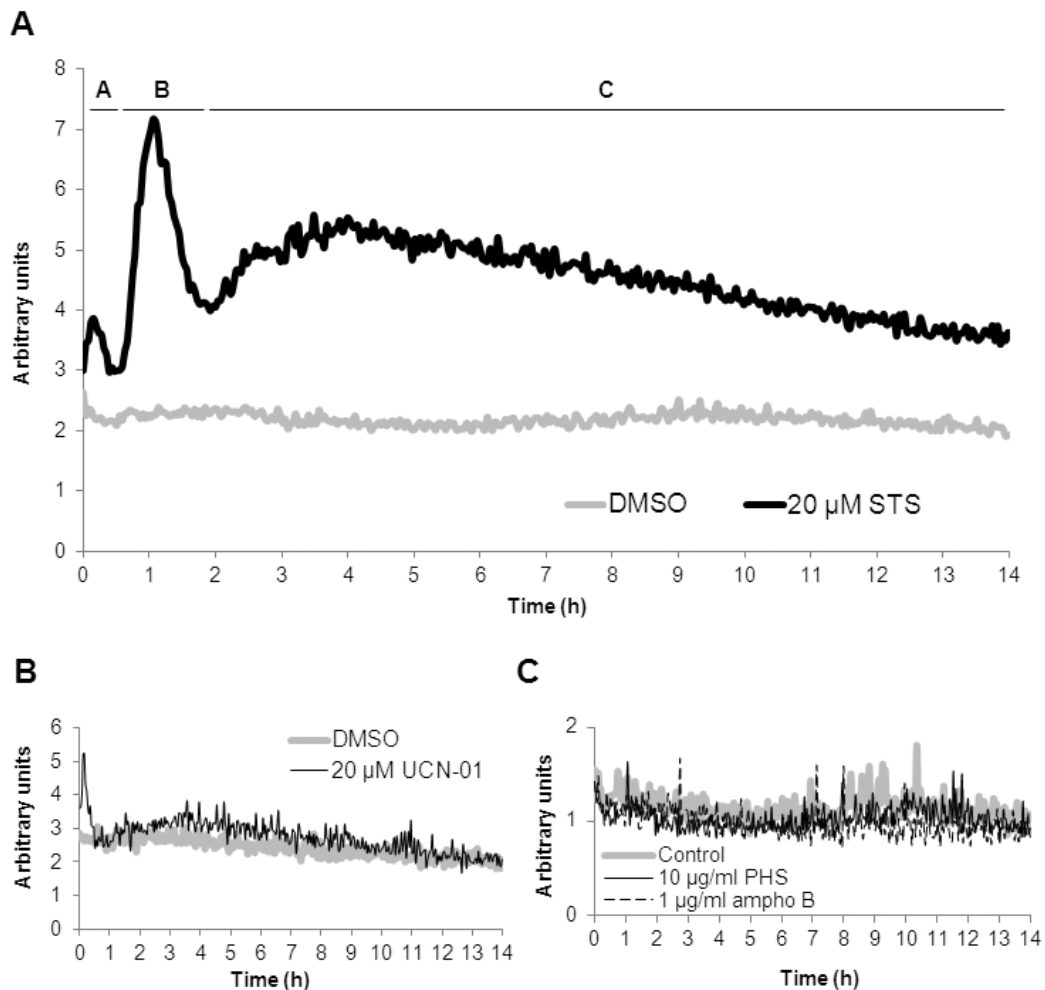 A
8
7
6
5
4
3
2
1
0
A B C
Arbitrary units
DMSO 20 µM STS
0 1 2 3 4 5 6 7 8 9 10 11 12 13 14
Time (h)
B
6
5
4
3
2
1
0
Arbitrary units
DMSO
20 µM UCN-01
0 1 2 3 4 5 6 7 8 9 10 11 12 13 14
Time (h)
C
2
1
0
Arbitrary units
Control
10 µg/ml PHS
1 µg/ml ampho B
0 1 2 3 4 5 6 7 8 9 10 11 12 13 14
Time (h)